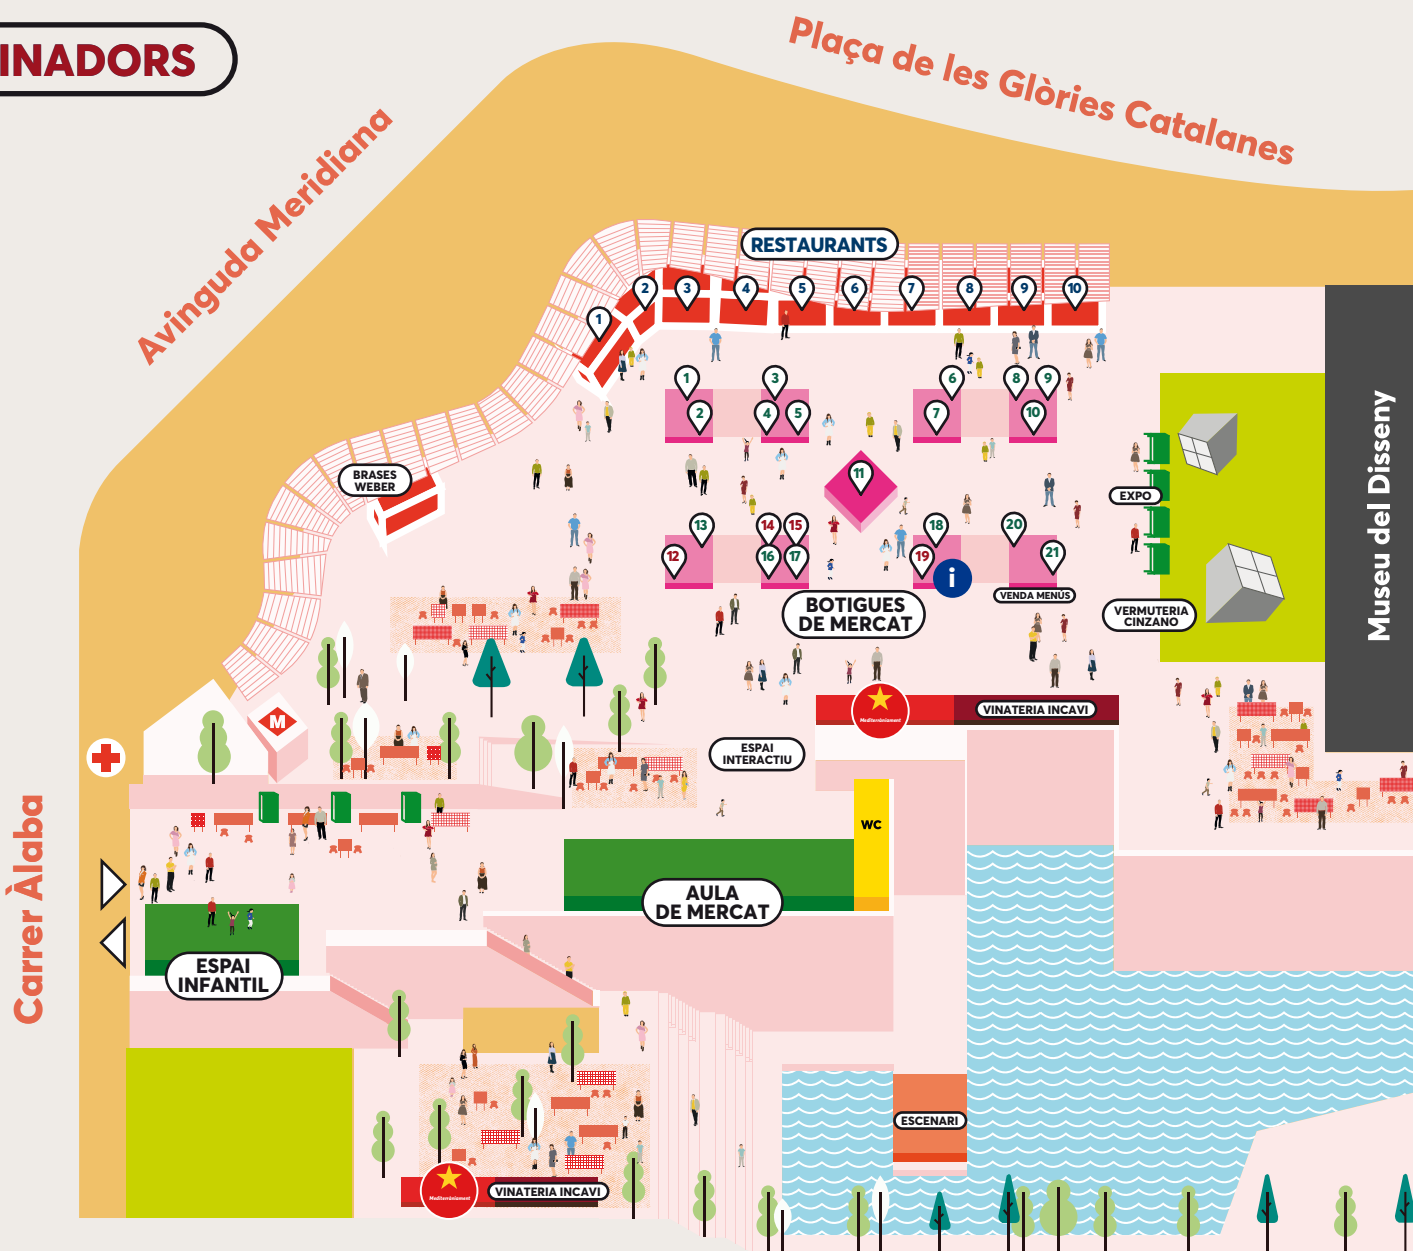 INADORS
Plaça de les Glòries Catalanes
Avinguda Meridiana
RESTAURANTS
1
2
3
4
5
6
7
8
9
10
1
2
3
4
5
6
7
8
9
10
11
BRASES
WEBER
EXPO
Museu del Disseny
12
13
14
15
16
17
18
19
20
21
i
VENDA MENÚS
BOTIGUES
DE MERCAT
VERMUTERIA
CINZANO
M
Mediterràniament
VINATERIA INCAVI
ESPAI
INTERACTIU
WC
Carrer Àlaba
AULA
DE MERCAT
ESPAI
INFANTIL
ESCENARI
Mediterràniament
VINATERIA INCAVI